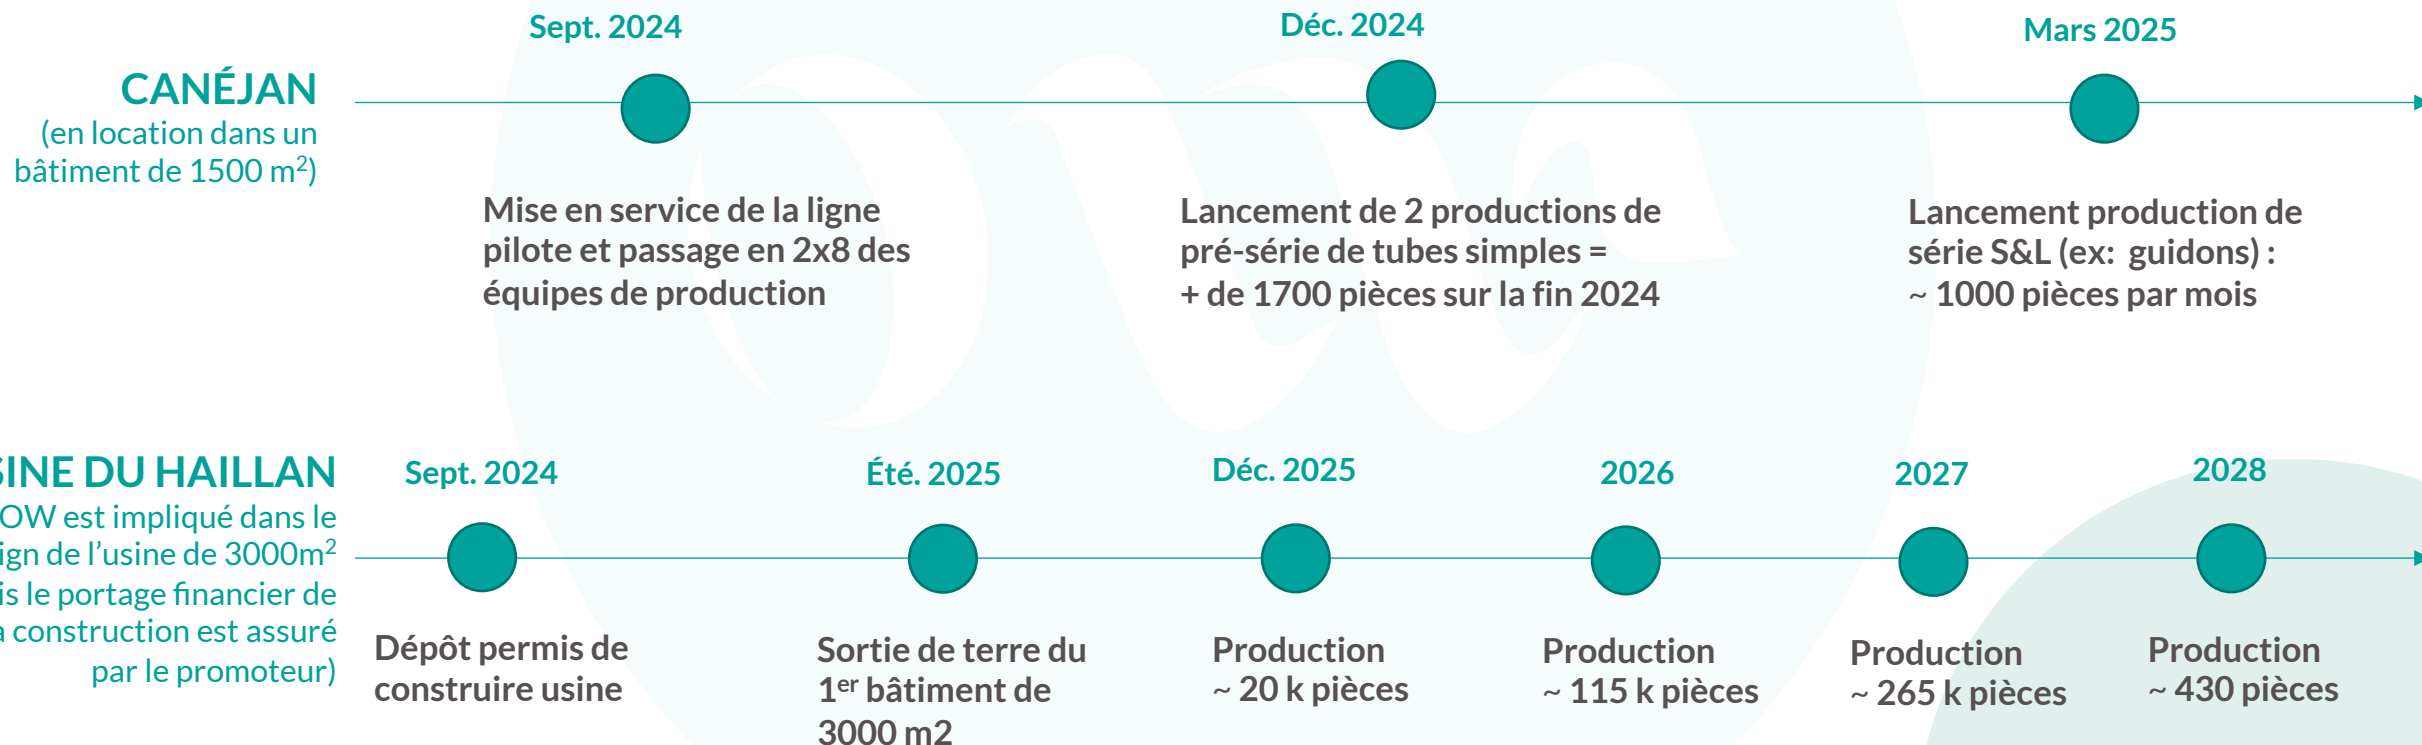 Sept. 2024
Déc. 2024
Mars 2025
CANÉJAN
(en location dans un
bâtiment de 1500 m²)
Mise en service de la ligne
pilote et passage en 2x8 des
équipes de production
Lancement de 2 productions de
pré-série de tubes simples =
+ de 1700 pièces sur la fin 2024
Lancement production de
série S&L (ex: guidons) :
~ 1000 pièces par mois
DU HAILLAN
OW est impliqué dans le
de l'usine de 3000m²
le portage financier de
construction est assuré
par le promoteur)
Sept. 2024
Été. 2025
Déc. 2025
2026
2027
2028
Dépôt permis de
construire usine
Sortie de terre du
1er bâtiment de
3000 m2
Production
~ 20 k pièces
Production
~ 115 k pièces
Production
~ 265 k pièces
Production
~ 430 pièces